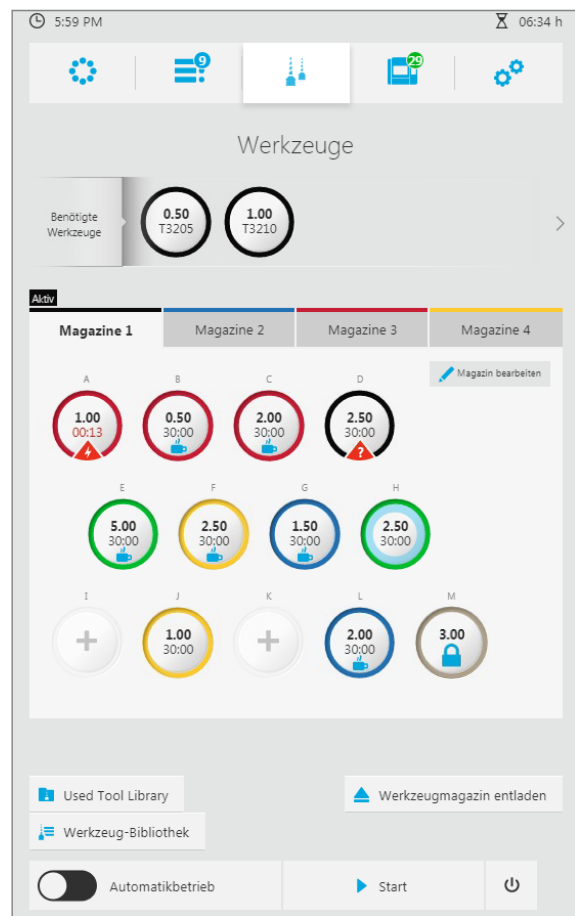 5:59 PM
06:34 h
9
29
Werkzeuge
Benötigte
Werkzeuge
0.50
T3205
1.00
T3210
Aktiv
Magazine 1
Magazine 2
Magazine 3
Magazine 4
Magazin bearbeiten
A
B
C
D
1.00
00:13
0.50
30:00
2.00
30:00
2.50
30:00
?
E
F
G
H
5.00
30:00
2.50
30:00
1.50
30:00
2.50
30:00
I
J
K
L
M
1.00
30:00
2.00
30:00
3.00
Used Tool Library
Werkzeugmagazin entladen
Werkzeug-Bibliothek
Automatikbetrieb
Start